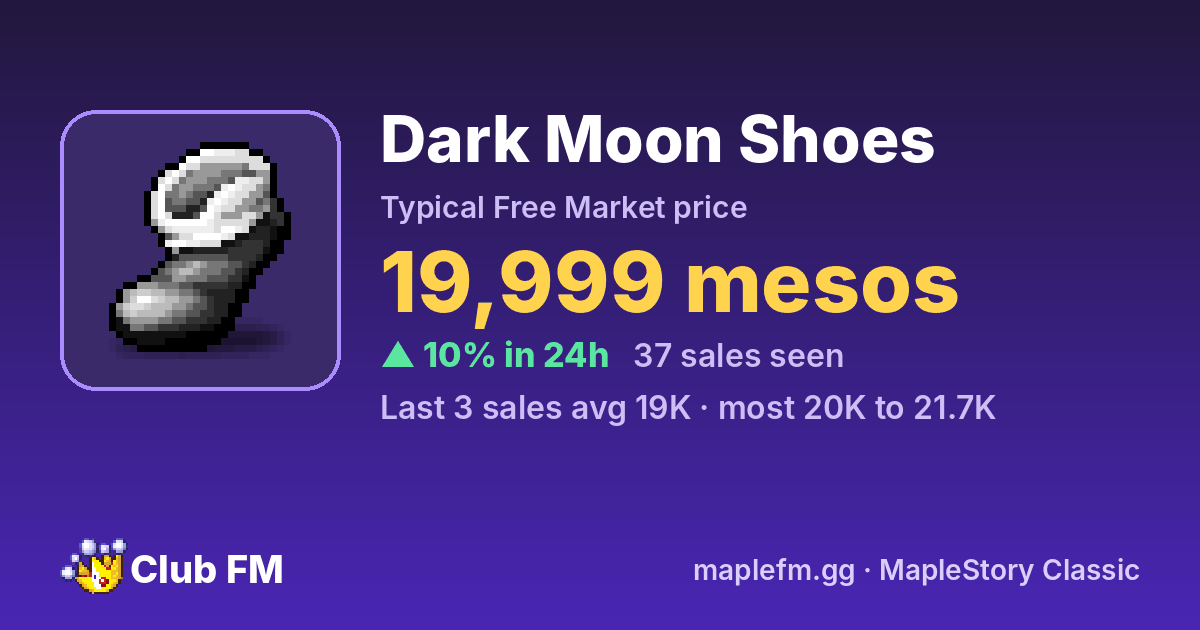 Dark Moon Shoes
Typical Free Market price
19,999 mesos
▲ 10% in 24h 37 sales seen
Last 3 sales avg 19K · most 20K to 21.7K
Club FM
maplefm.gg · MapleStory Classic